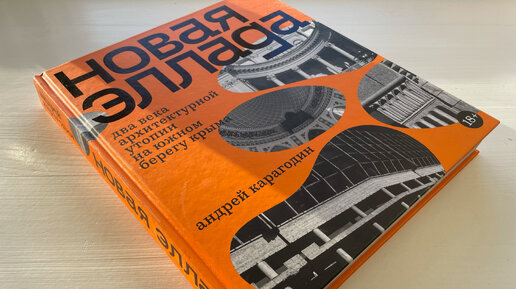 новая
эллада
два века
архитектурной
утопии
на южном
берегу крыма
андрей карагодин
18+
новая элла